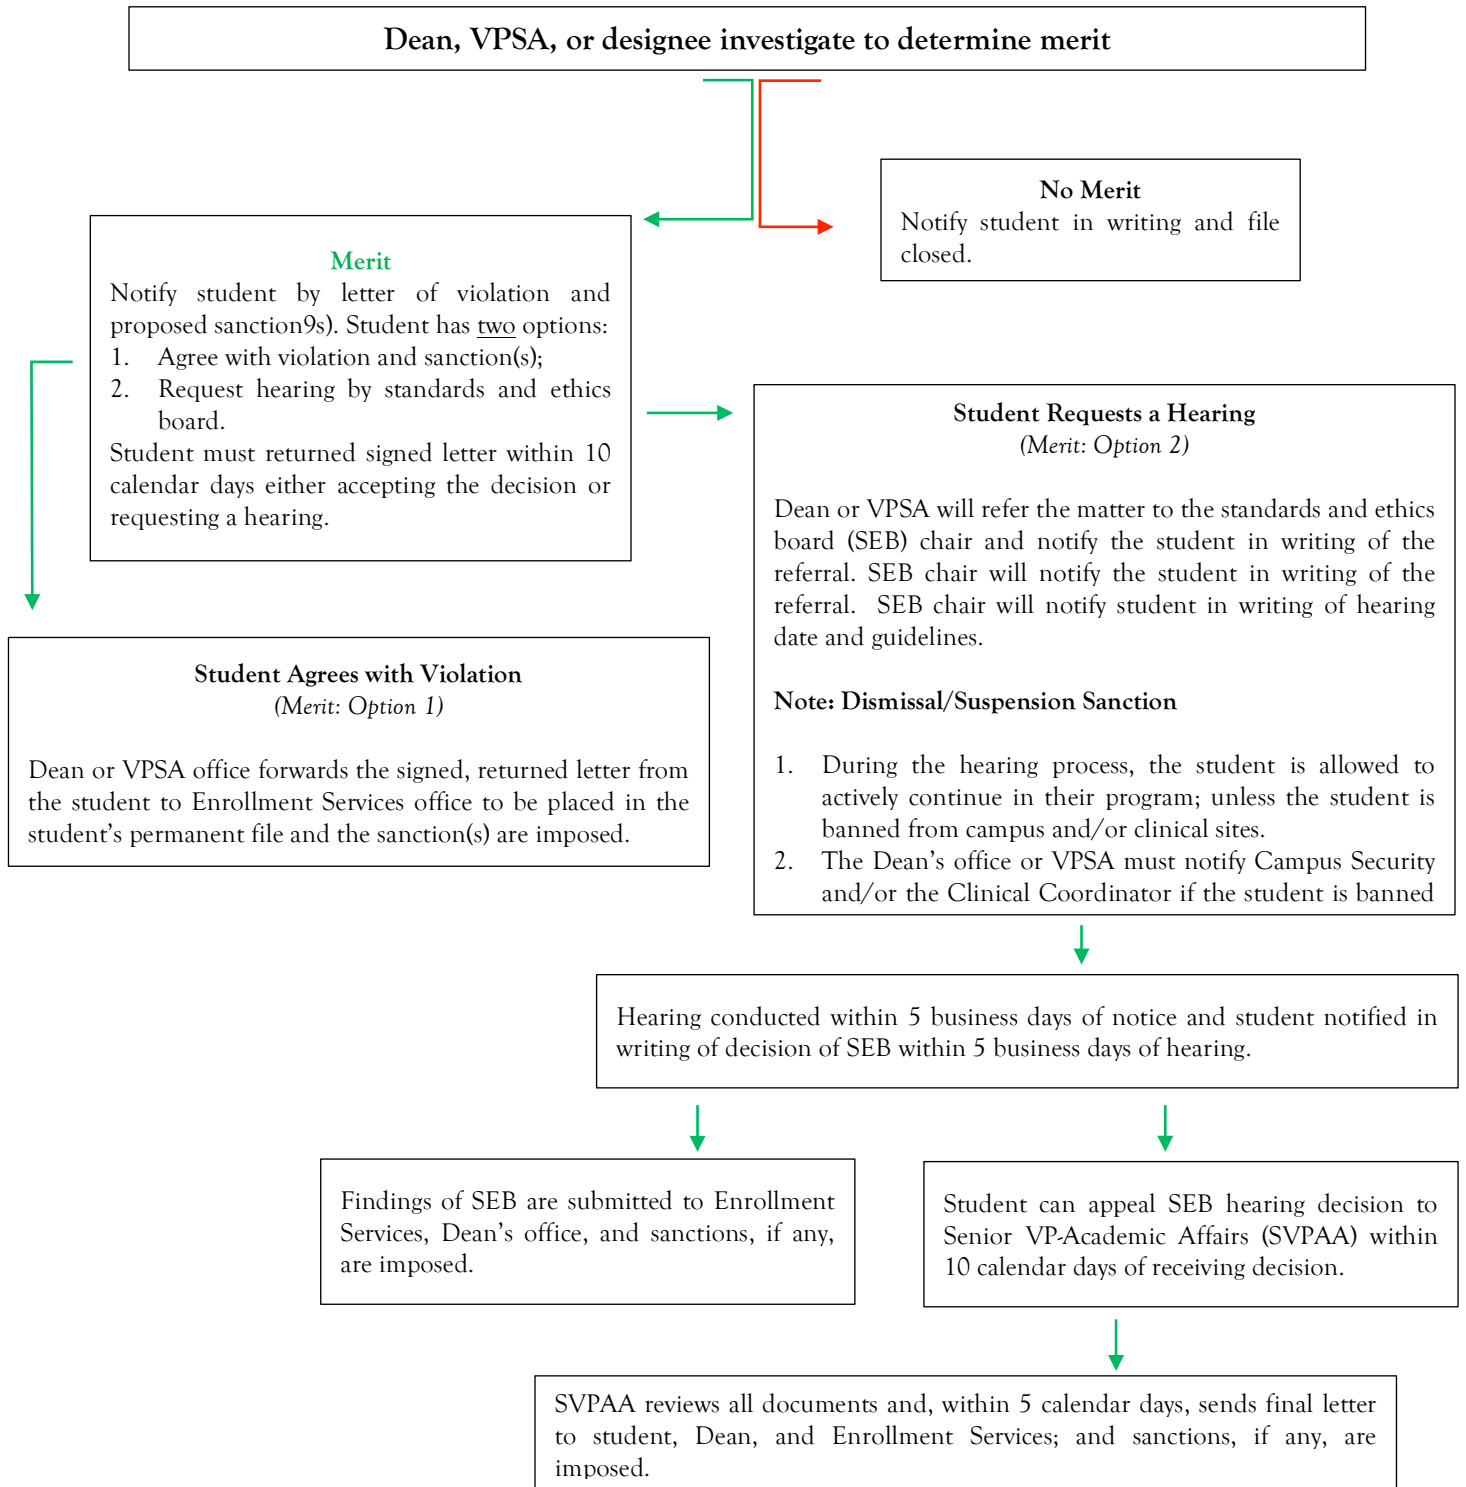 Dean, VPSA, or designee investigate to determine merit
No Merit
Notify student in writing and file
closed.
Merit
Notify student by letter of violation and
proposed sanction9s). Student has two options:
1. Agree with violation and sanction(s);
2. Request hearing by standards and ethics
board.
Student must returned signed letter within 10
calendar days either accepting the decision or
requesting a hearing.
Student Requests a Hearing
(Merit: Option 2)
Dean or VPSA will refer the matter to the standards and ethics
board (SEB) chair and notify the student in writing of the
referral. SEB chair will notify the student in writing of the
referral. SEB chair will notify student in writing of hearing
date and guidelines.
Note: Dismissal/Suspension Sanction
1. During the hearing process, the student is allowed to
actively continue in their program; unless the student is
banned from campus and/or clinical sites.
2. The Dean's office or VPSA must notify Campus Security
and/or the Clinical Coordinator if the student is banned
Student Agrees with Violation
(Merit: Option 1)
Dean or VPSA office forwards the signed, returned letter from
the student to Enrollment Services office to be placed in the
student's permanent file and the sanction(s) are imposed.
Hearing conducted within 5 business days of notice and student notified in
writing of decision of SEB within 5 business days of hearing.
Findings of SEB are submitted to Enrollment
Services, Dean's office, and sanctions, if any,
are imposed.
Student can appeal SEB hearing decision to
Senior VP-Academic Affairs (SVPAA) within
10 calendar days of receiving decision.
SVPAA reviews all documents and, within 5 calendar days, sends final letter
to student, Dean, and Enrollment Services; and sanctions, if any, are
imposed.